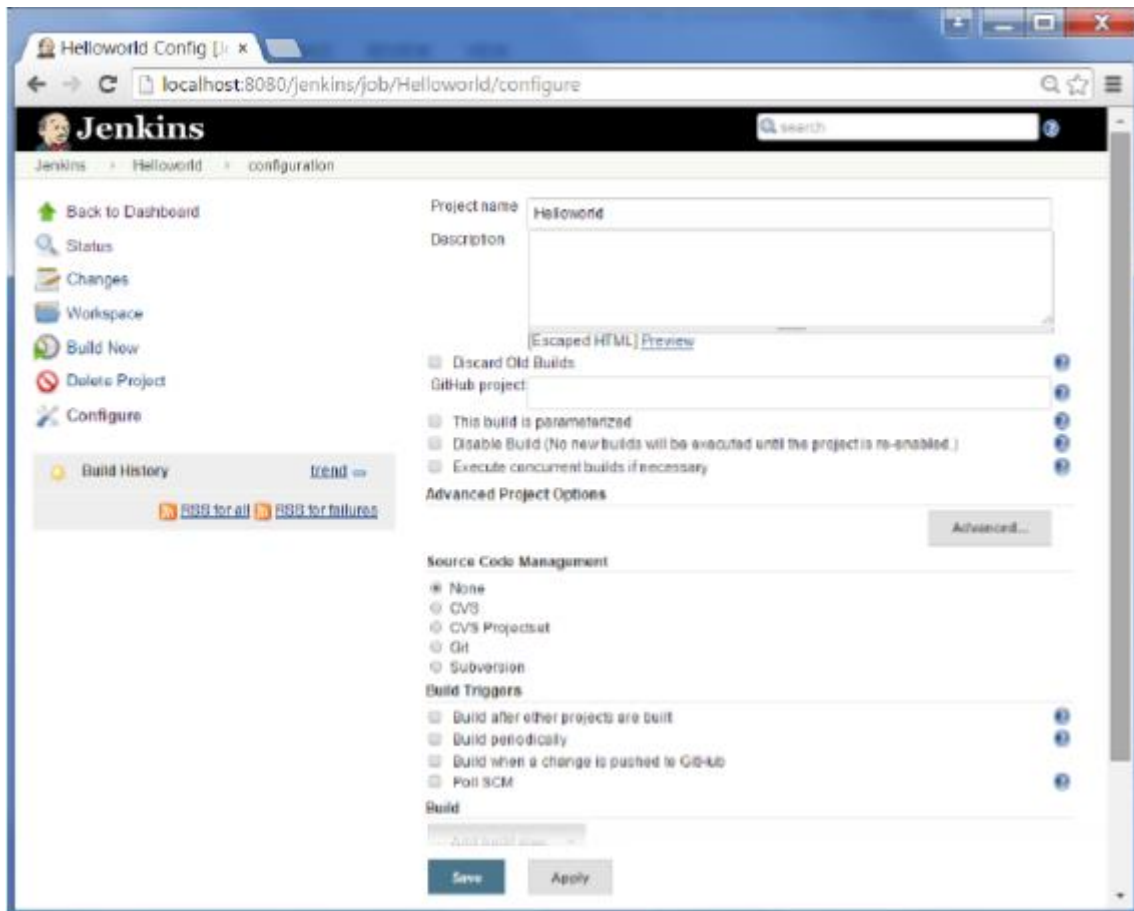 Helloworld Config [Je
localhost:8080/jenkins/job/Helloworld/configure
Jenkins
search
Jenkins Helloworld configuration
Back to Dashboard
Status
Changes
Workspace
Build Now
Delete Project
Configure
Build History trend
RSS for all RSS for failures
Project name Helloworld
Description
[Escaped HTML] Preview
Discard Old Builds
GitHub project
This build is parameterized
Disable Build (No new builds will be executed until the project is re-enabled.)
Execute concurrent builds if necessary
Advanced Project Options
Advanced...
Source Code Management
None
CVS
CVS Projectset
Git
Subversion
Build Triggers
Build after other projects are built
Build periodically
Build when a change is pushed to GitHub
Poll SCM
Build
Add build step
Save Apply